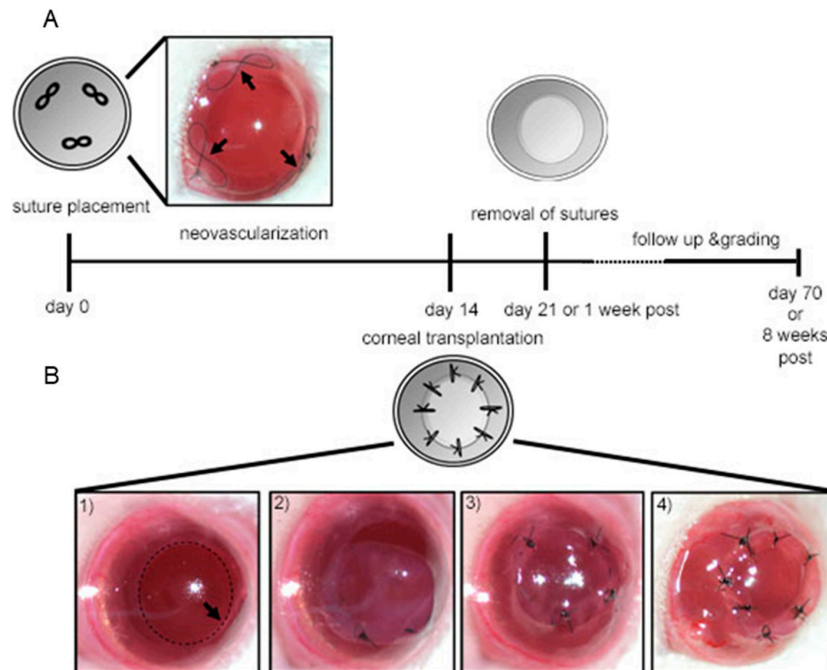 A
suture placement
neovascularization
removal of sutures
follow up &grading
day 0
day 14
day 21 or 1 week post
day 70
or
8 weeks
post
corneal transplantation
B
1)
2)
3)
4)